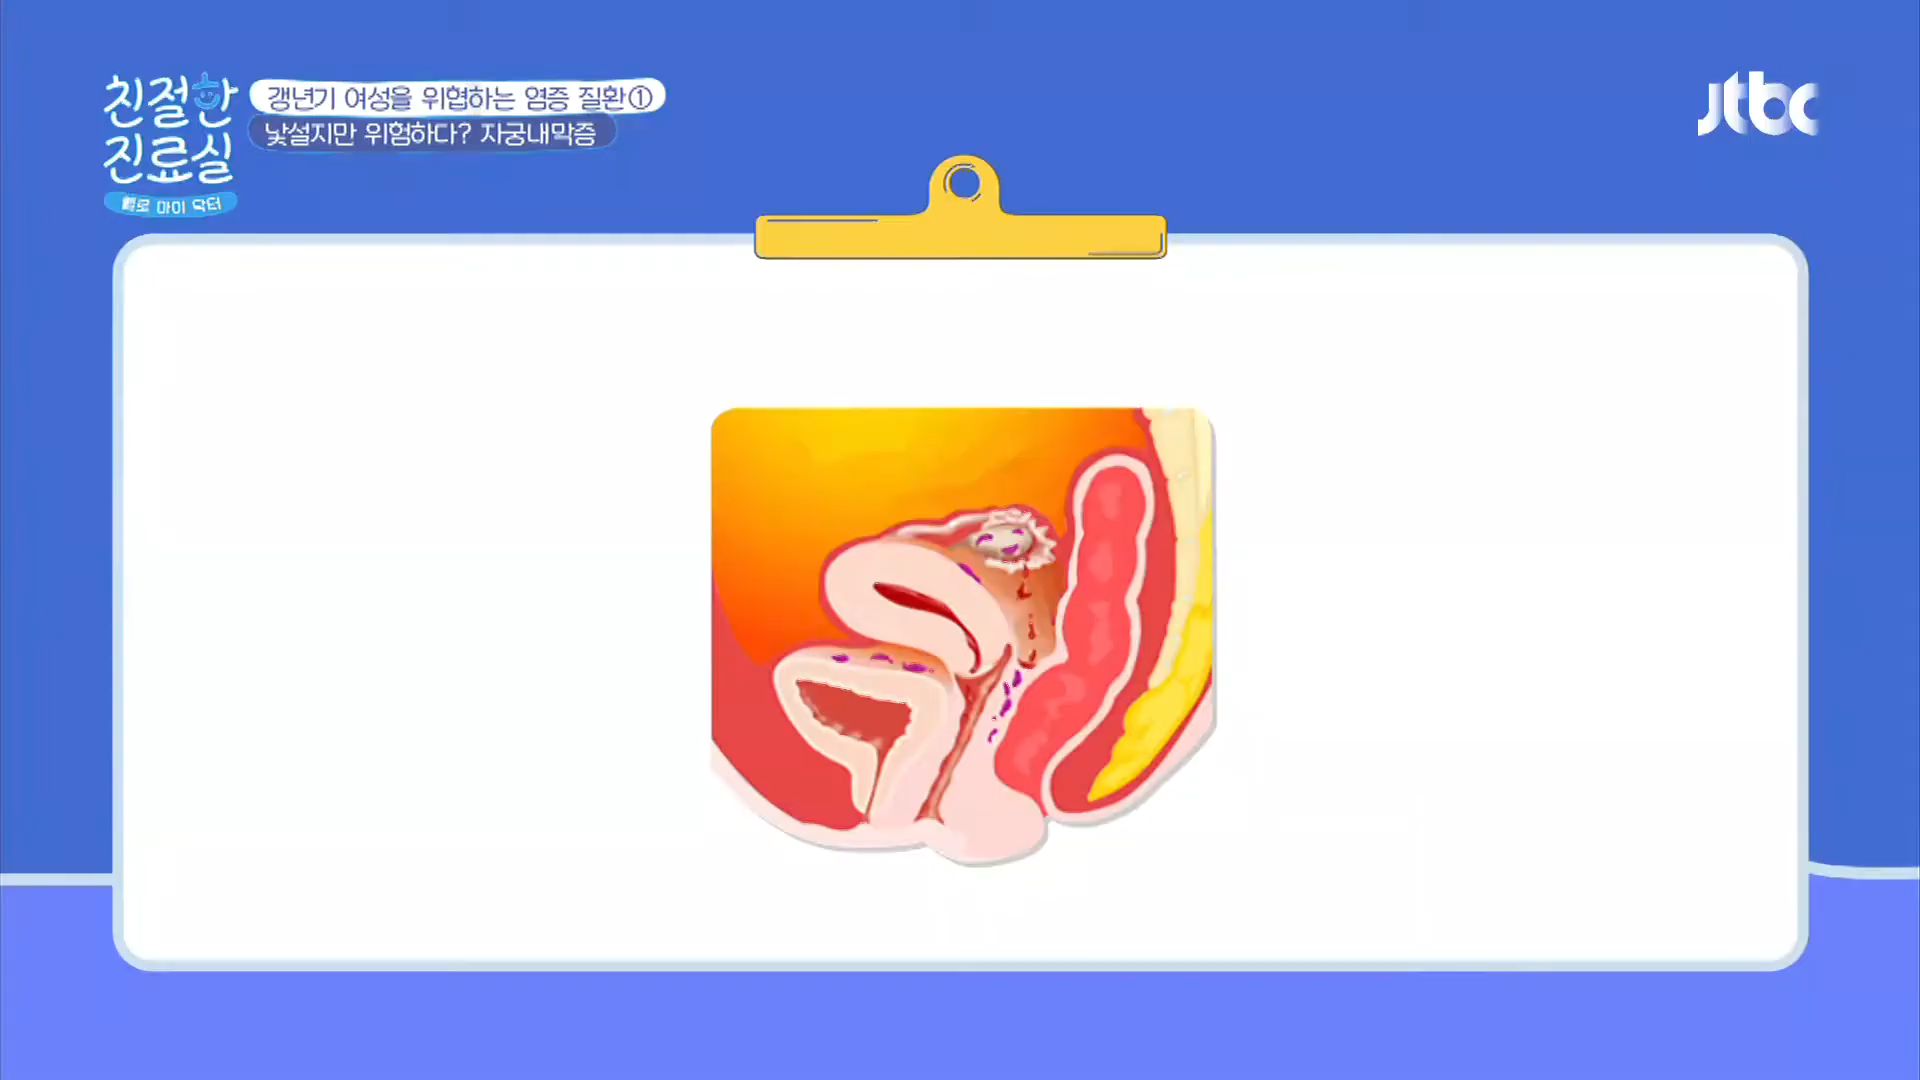 친절한
진료실
헬로 마이 닥터
갱년기 여성을 위협하는 염증 질환①
낯설지만 위험하다? 자궁내막증
jtbc